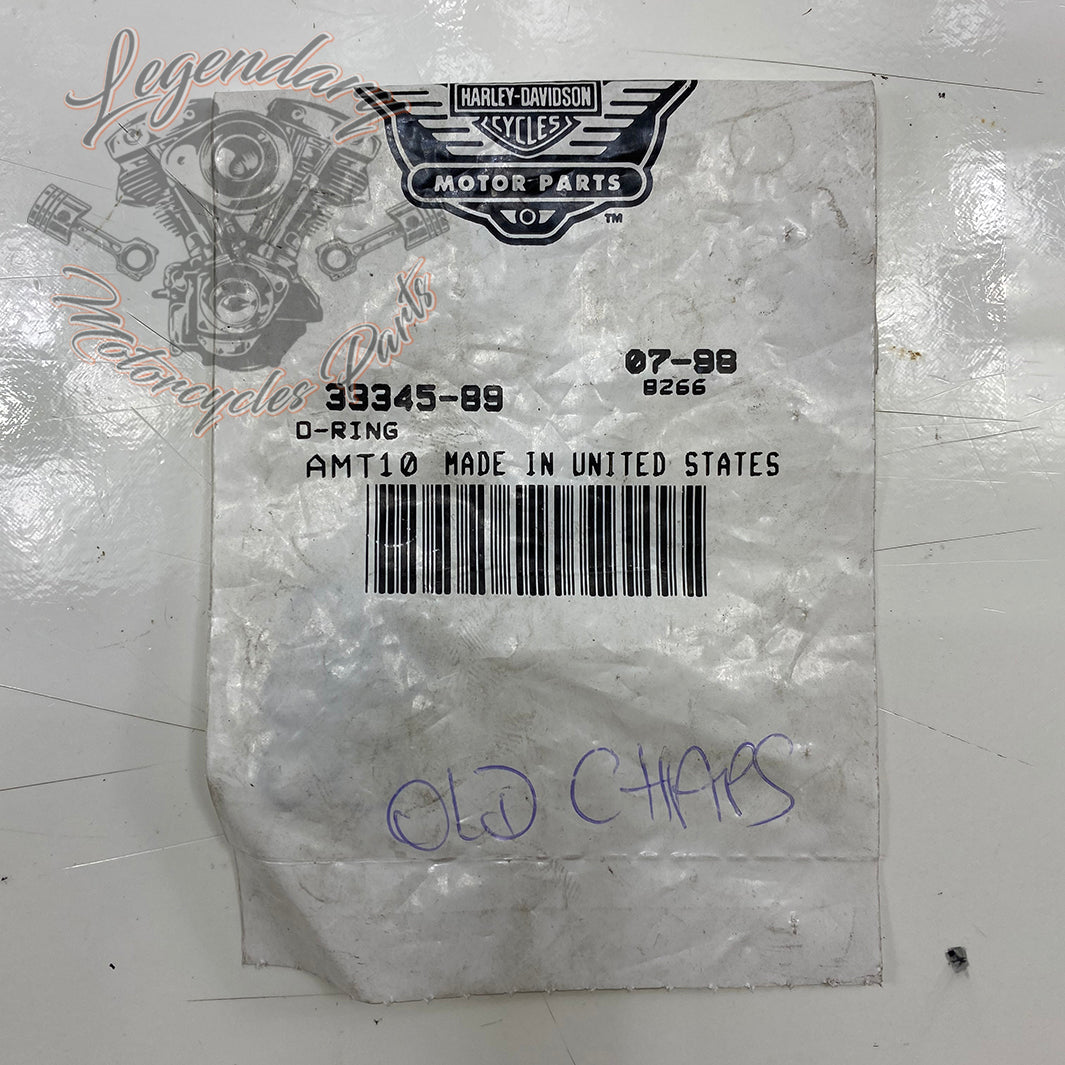 Legendary
Motorcycles Parts
HARLEY-DAVIDSON
CYCLES
MOTOR PARTS
TM
07-98
B266
33345-89
O-RING
AMT10 MADE IN UNITED STATES
OLD CHAPS